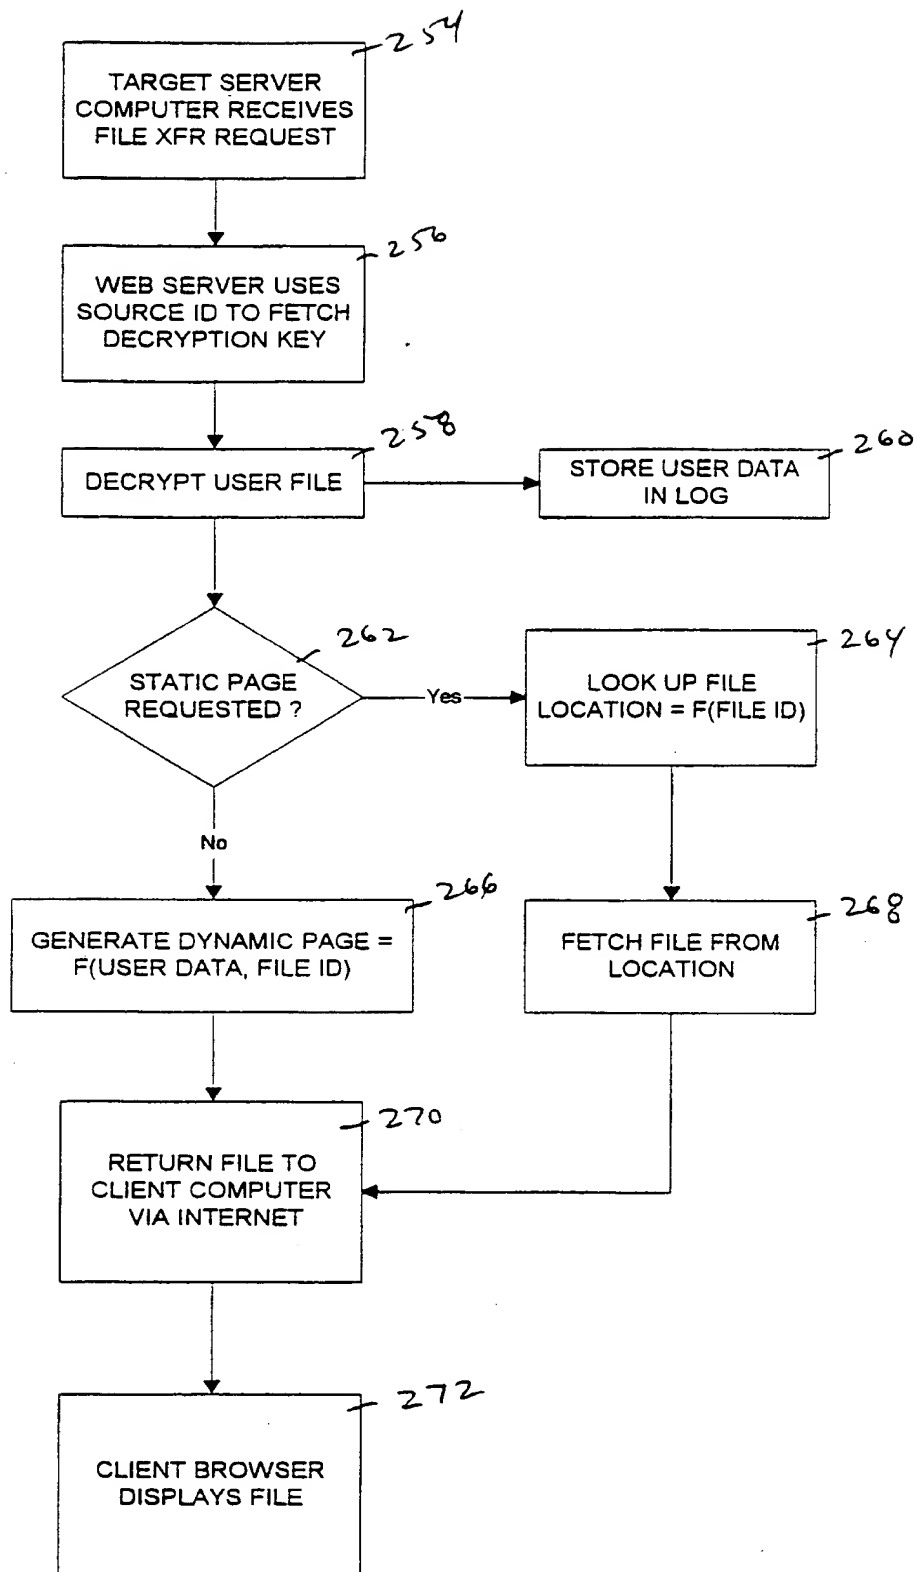 254
TARGET SERVER
COMPUTER RECEIVES
FILE XFR REQUEST
256
WEB SERVER USES
SOURCE ID TO FETCH
DECRYPTION KEY
258
DECRYPT USER FILE
260
STORE USER DATA
IN LOG
262
STATIC PAGE
REQUESTED ?
Yes
264
LOOK UP FILE
LOCATION = F(FILE ID)
No
266
GENERATE DYNAMIC PAGE =
F(USER DATA, FILE ID)
268
FETCH FILE FROM
LOCATION
270
RETURN FILE TO
CLIENT COMPUTER
VIA INTERNET
272
CLIENT BROWSER
DISPLAYS FILE